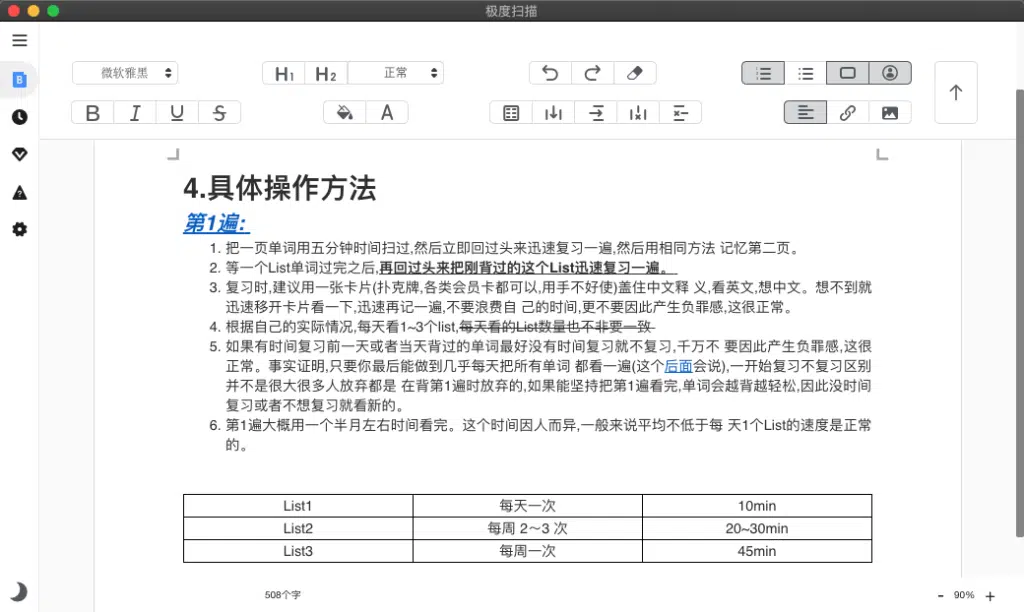 极度扫描
微软雅黑
H1
H2
正常
B
I
U
S
A
4.具体操作方法
第1遍:
1. 把一页单词用五分钟时间扫过,然后立即回过头来迅速复习一遍,然后用相同方法 记忆第二页。
2. 等一个List单词过完之后,再回过头来把刚背过的这个List迅速复习一遍。
3. 复习时,建议用一张卡片(扑克牌,各类会员卡都可以,用手不好使)盖住中文释 义,看英文,想中文。想不到就
迅速移开卡片看一下,迅速再记一遍,不要浪费自 己的时间,更不要因此产生负罪感,这很正常。
4. 根据自己的实际情况,每天看1~3个list,每天看的List数量也不非要一致
5. 如果有时间复习前一天或者当天背过的单词最好没有时间复习就不复习,千万不 要因此产生负罪感,这很
正常。事实证明,只要你最后能做到几乎每天把所有单词 都看一遍(这个后面会说),一开始复习不复习区别
并不是很大很多人放弃都是 在背第1遍时放弃的,如果能坚持把第1遍看完,单词会越背越轻松,因此没时间
复习或者不想复习就看新的。
6. 第1遍大概用一个半月左右时间看完。这个时间因人而异,一般来说平均不低于每 天1个List的速度是正常
的。
List1 每天一次 10min
List2 每周 2～3 次 20~30min
List3 每周一次 45min
508个字
- 90% +